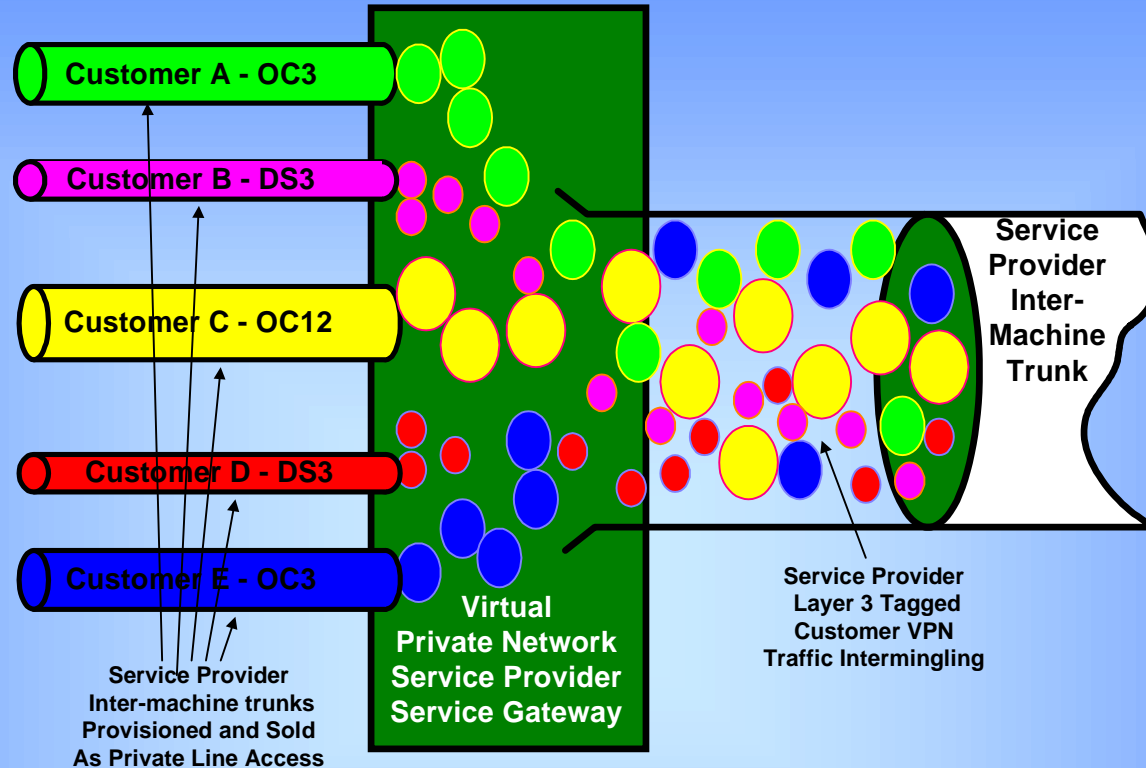 Customer A - OC3
Customer B - DS3
Customer C - OC12
Customer D - DS3
Customer E - OC3
Service Provider
Inter-machine trunks
Provisioned and Sold
As Private Line Access
Virtual
Private Network
Service Provider
Service Gateway
Service
Provider
Inter-
Machine
Trunk
Service Provider
Layer 3 Tagged
Customer VPN
Traffic Intermingling